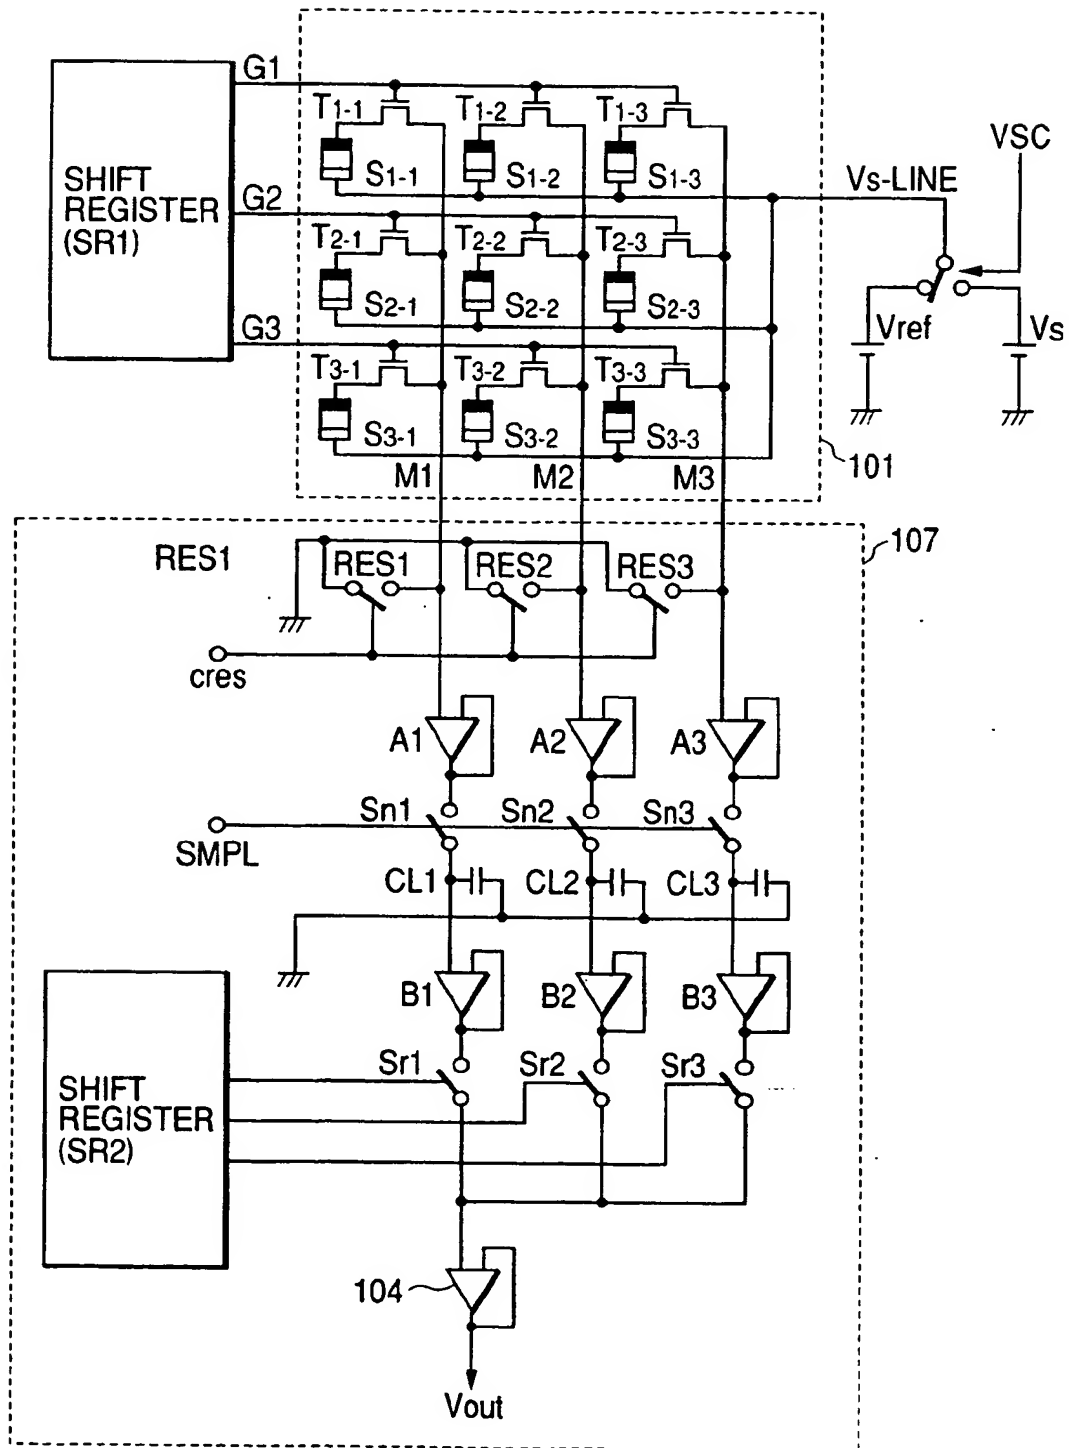 G1
T1-1 T1-2 T1-3
VSC
SHIFT
REGISTER
(SR1)
S1-1 S1-2 S1-3
Vs-LINE
G2
T2-1 T2-2 T2-3
S2-1 S2-2 S2-3
Vref Vs
G3
T3-1 T3-2 T3-3
S3-1 S3-2 S3-3
101
M1 M2 M3
107
RES1 RES1 RES2 RES3
cres
A1 A2 A3
Sn1 Sn2 Sn3
SMPL
CL1 CL2 CL3
B1 B2 B3
Sr1 Sr2 Sr3
SHIFT
REGISTER
(SR2)
104
Vout